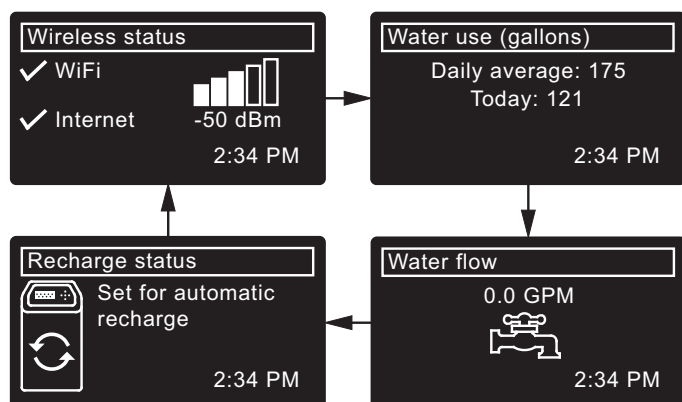 Wireless status
WiFi
Internet
-50 dBm
2:34 PM
Water use (gallons)
Daily average: 175
Today: 121
2:34 PM
Recharge status
Set for automatic
recharge
2:34 PM
Water flow
0.0 GPM
2:34 PM